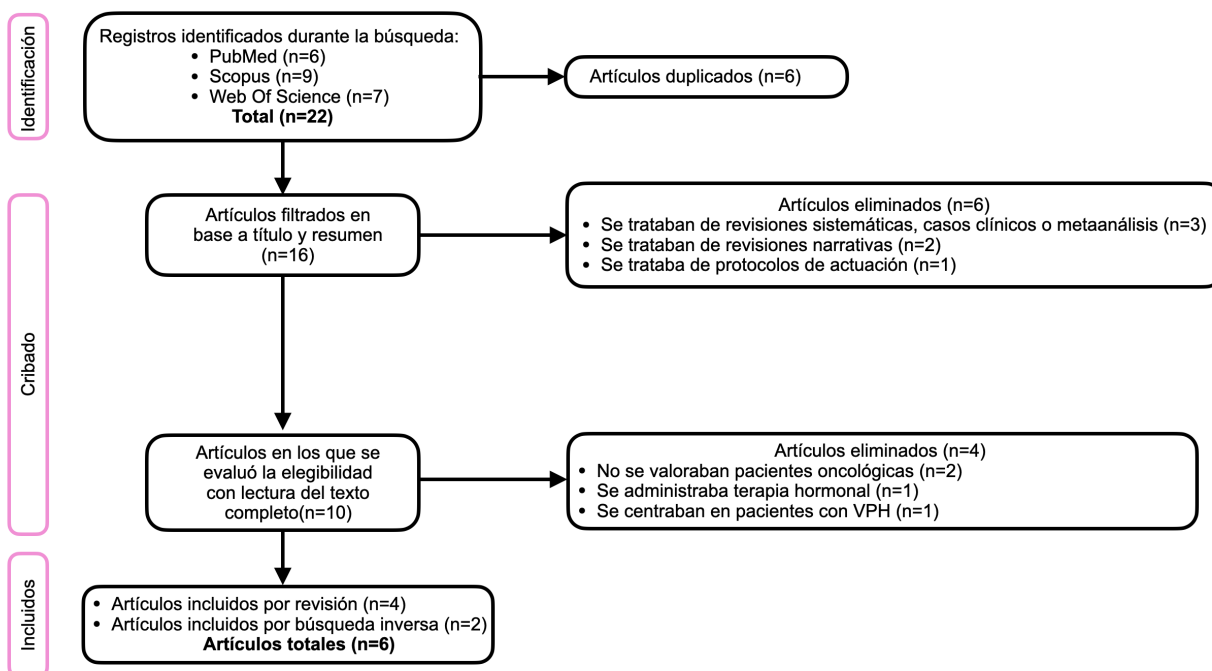 Identificación
Registros identificados durante la búsqueda:
• PubMed (n=6)
• Scopus (n=9)
• Web Of Science (n=7)
Total (n=22)
Artículos duplicados (n=6)
Cribado
Artículos filtrados en
base a título y resumen
(n=16)
Artículos eliminados (n=6)
• Se trataban de revisiones sistemáticas, casos clínicos o metaanálisis (n=3)
• Se trataban de revisiones narrativas (n=2)
• Se trataba de protocolos de actuación (n=1)
Artículos en los que se
evaluó la elegibilidad
con lectura del texto
completo(n=10)
Artículos eliminados (n=4)
• No se valoraban pacientes oncológicas (n=2)
• Se administraba terapia hormonal (n=1)
• Se centraban en pacientes con VPH (n=1)
Incluidos
• Artículos incluidos por revisión (n=4)
• Artículos incluidos por búsqueda inversa (n=2)
Artículos totales (n=6)